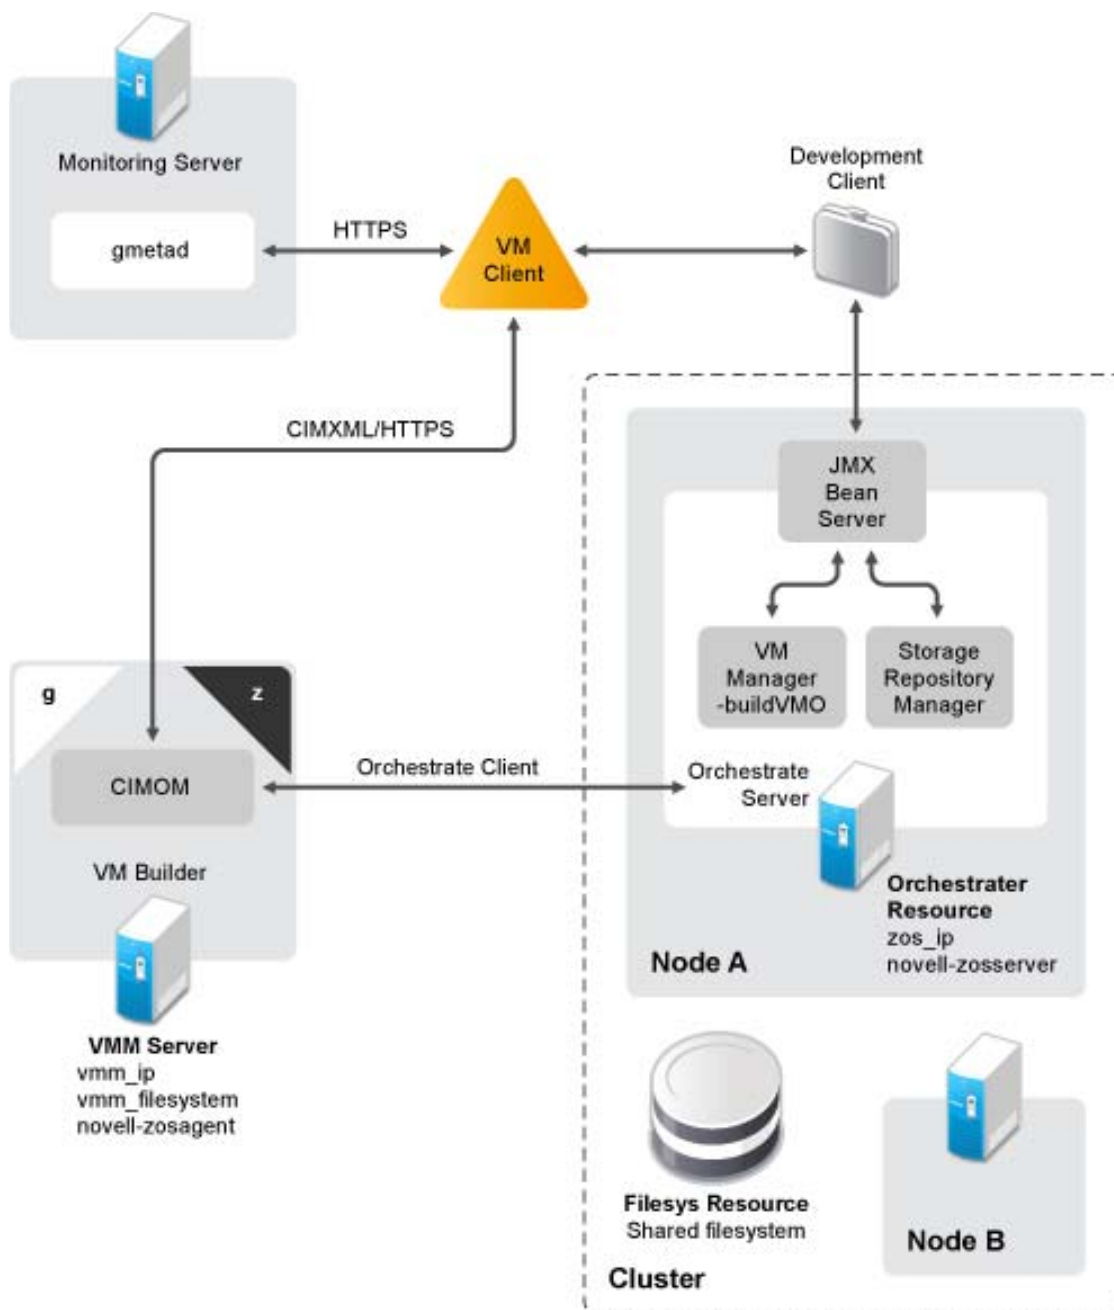 Monitoring Server
gmetad
HTTPS
VM
Client
Development
Client
CIMXML/HTTPS
JMX
Bean
Server
VM
Manager
-buildVMO
Storage
Repository
Manager
g
z
CIMOM
Orchestrate Client
Orchestrate
Server
VM Builder
Orchestrater
Resource
zos_ip
novell-zosserver
Node A
VMM Server
vmm_ip
vmm_filesystem
novell-zosagent
Filesys Resource
Shared filesystem
Node B
Cluster